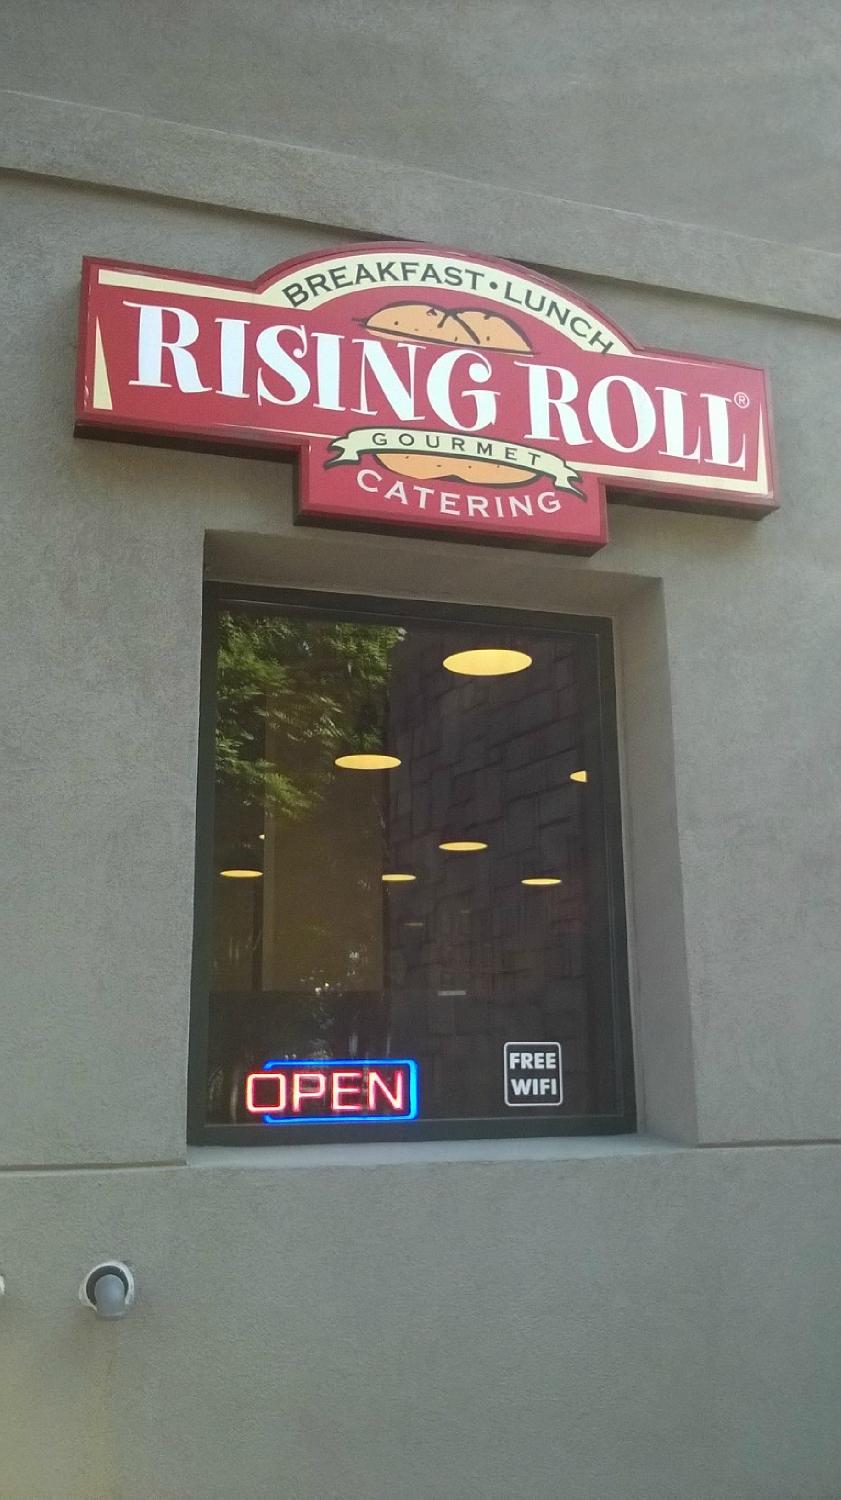 BREAKFAST • LUNCH
RISING ROLL®
GOURMET
CATERING
OPEN
FREE
WIFI